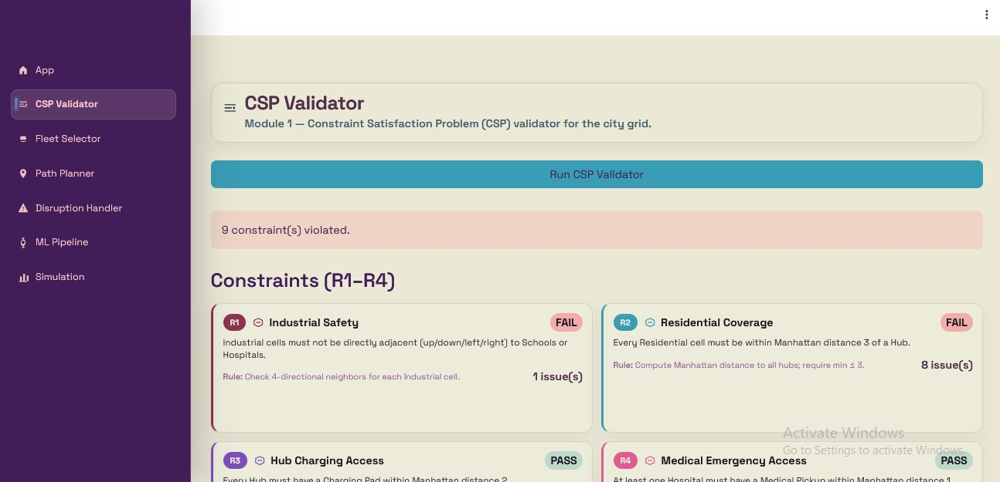 App
CSP Validator
Fleet Selector
Path Planner
Disruption Handler
ML Pipeline
Simulation
CSP Validator
Module 1 — Constraint Satisfaction Problem (CSP) validator for the city grid.
Run CSP Validator
9 constraint(s) violated.
Constraints (R1–R4)
R1 Industrial Safety FAIL
Industrial cells must not be directly adjacent (up/down/left/right) to Schools or
Hospitals.
Rule: Check 4-directional neighbors for each Industrial cell. 1 issue(s)
R2 Residential Coverage FAIL
Every Residential cell must be within Manhattan distance 3 of a Hub.
Rule: Compute Manhattan distance to all hubs; require min ≤ 3. 8 issue(s)
R3 Hub Charging Access PASS
Every Hub must have a Charging Pad within Manhattan distance 2.
R4 Medical Emergency Access PASS
At least one Hospital must have a Medical Pickup within Manhattan distance 1.
Activate Windows
Go to Settings to activate Windows.